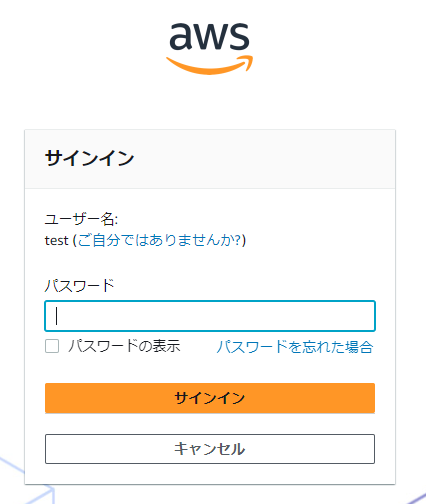 aws
サインイン
ユーザー名:
test (ご自分ではありませんか?)
パスワード
パスワードの表示 パスワードを忘れた場合
サインイン
キャンセル